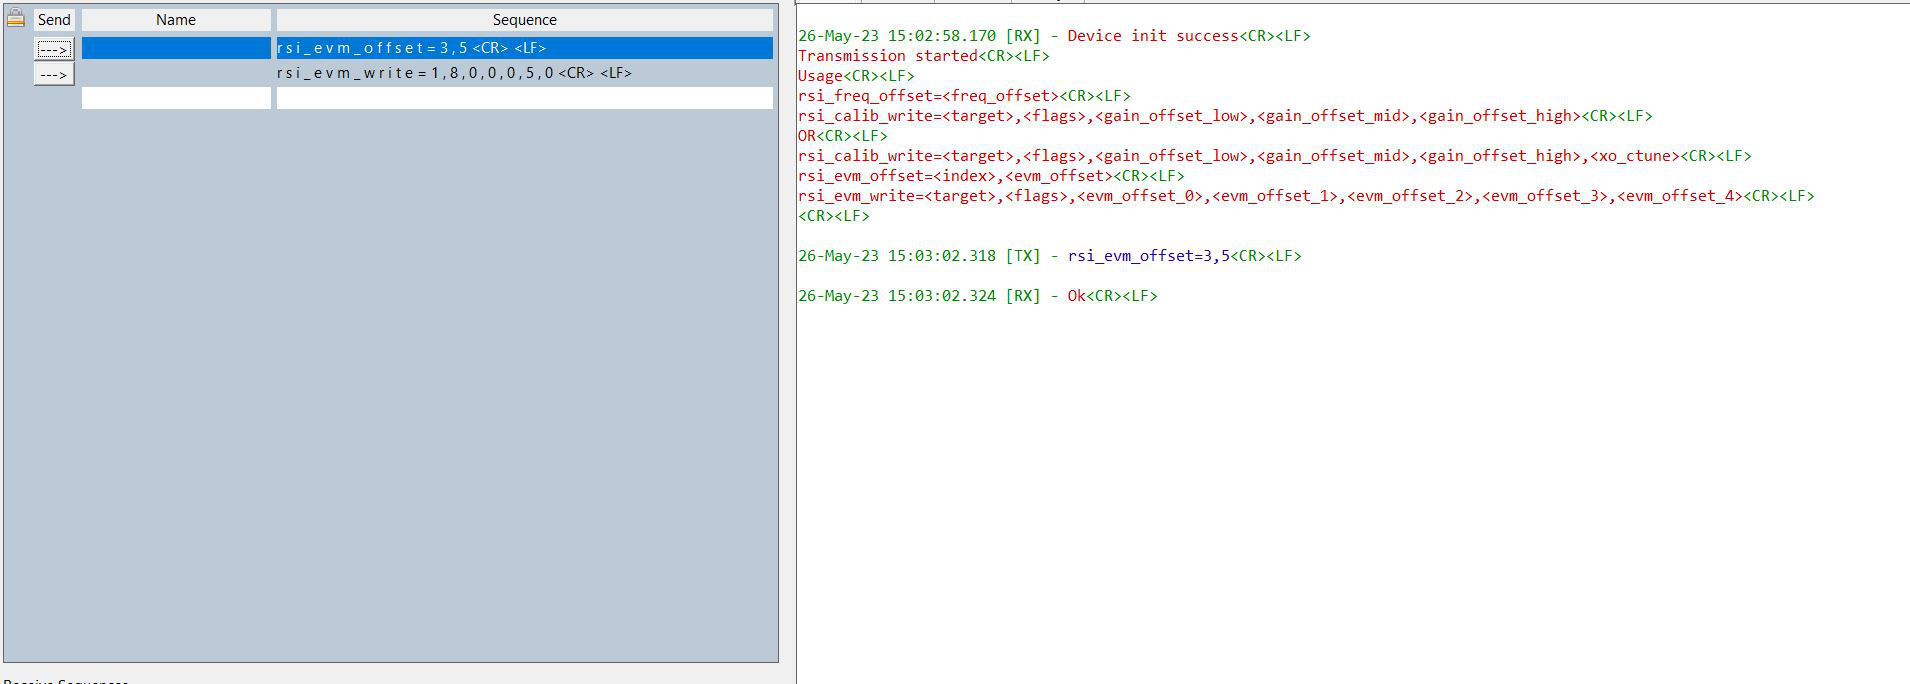 Send Name Sequence
---> rsi_evm_offset=3,5<CR><LF>
---> rsi_evm_write=1,8,0,0,0,5,0<CR><LF>
26-May-23 15:02:58.170 [RX] - Device init success<CR><LF>
Transmission started<CR><LF>
Usage<CR><LF>
rsi_freq_offset=<freq_offset><CR><LF>
rsi_calib_write=<target>,<flags>,<gain_offset_low>,<gain_offset_mid>,<gain_offset_high><CR><LF>
OR<CR><LF>
rsi_calib_write=<target>,<flags>,<gain_offset_low>,<gain_offset_mid>,<gain_offset_high>,<xo_ctune><CR><LF>
rsi_evm_offset=<index>,<evm_offset><CR><LF>
rsi_evm_write=<target>,<flags>,<evm_offset_0>,<evm_offset_1>,<evm_offset_2>,<evm_offset_3>,<evm_offset_4><CR><LF>
<CR><LF>
26-May-23 15:03:02.318 [TX] - rsi_evm_offset=3,5<CR><LF>
26-May-23 15:03:02.324 [RX] - Ok<CR><LF>